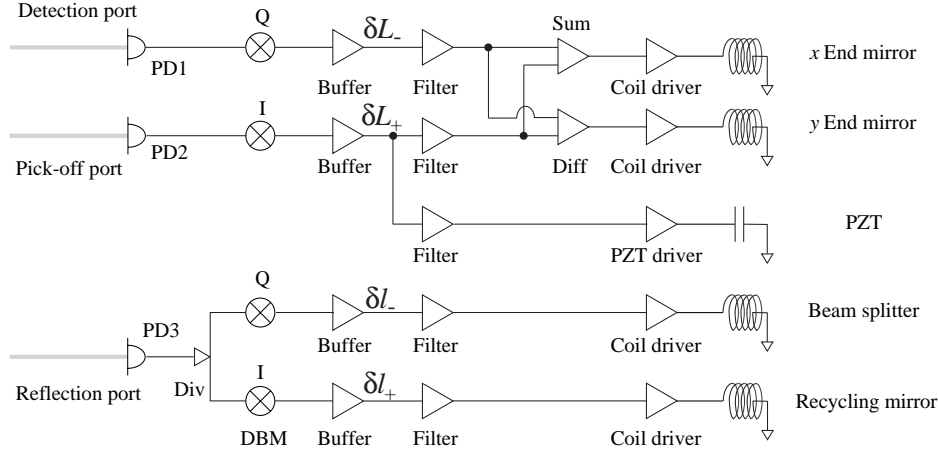 Detection port
Q
δL-
Sum
PD1
Buffer
Filter
Coil driver
x End mirror
I
δL+
y End mirror
PD2
Pick-off port
Buffer
Filter
Diff
Coil driver
PZT
Filter
PZT driver
Q
δl-
Beam splitter
PD3
Buffer
Filter
Coil driver
Reflection port
Div
I
δl+
Recycling mirror
DBM
Buffer
Filter
Coil driver